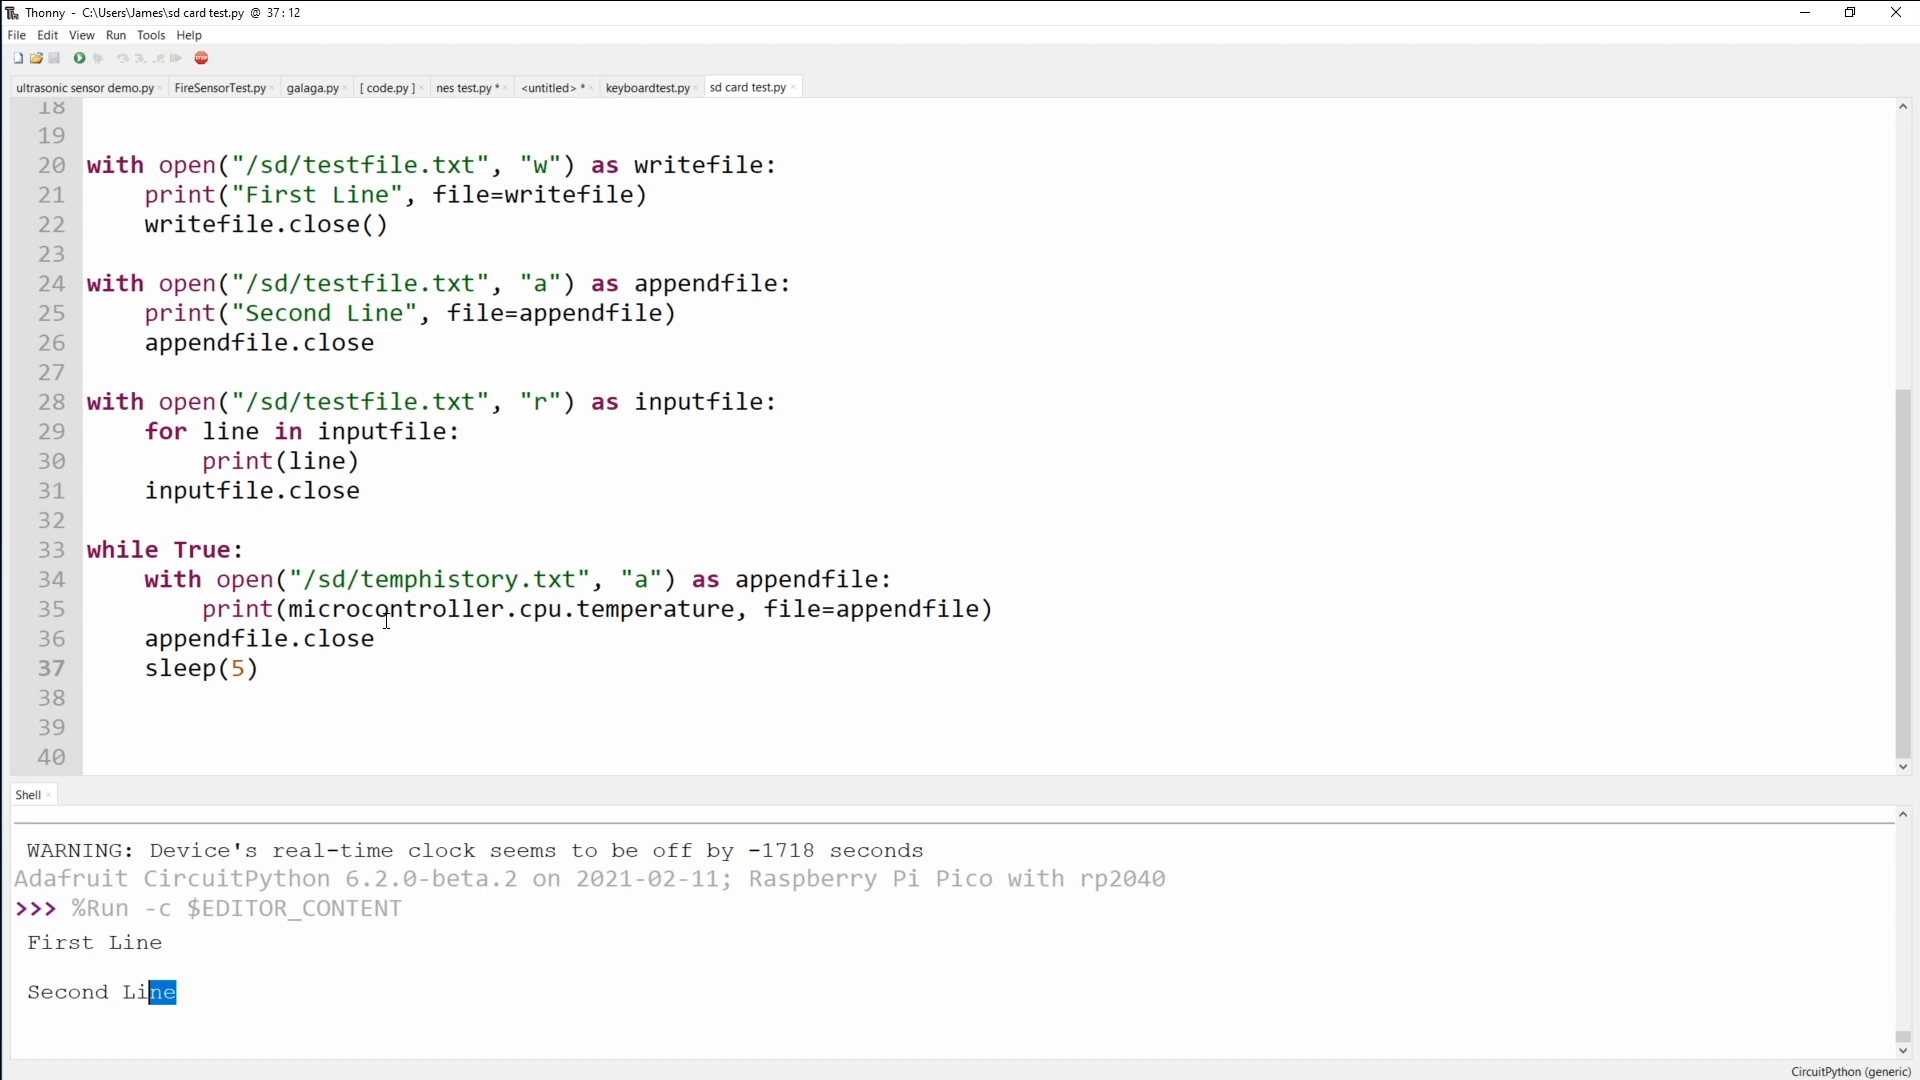 Thonny - C:\Users\James\sd card test.py @ 37:12
File Edit View Run Tools Help
STOP
ultrasonic sensor demo.py × FireSensorTest.py × galaga.py × [ code.py ] × nes test.py * × <untitled> * × keyboardtest.py × sd card test.py ×
18
19
20 with open("/sd/testfile.txt", "w") as writefile:
21     print("First Line", file=writefile)
22     writefile.close()
23
24 with open("/sd/testfile.txt", "a") as appendfile:
25     print("Second Line", file=appendfile)
26     appendfile.close
27
28 with open("/sd/testfile.txt", "r") as inputfile:
29     for line in inputfile:
30         print(line)
31     inputfile.close
32
33 while True:
34     with open("/sd/temphistory.txt", "a") as appendfile:
35         print(microcontroller.cpu.temperature, file=appendfile)
36     appendfile.close
37     sleep(5)
38
39
40
Shell ×
WARNING: Device's real-time clock seems to be off by -1718 seconds
Adafruit CircuitPython 6.2.0-beta.2 on 2021-02-11; Raspberry Pi Pico with rp2040
>>> %Run -c $EDITOR_CONTENT
First Line
Second Line
CircuitPython (generic)